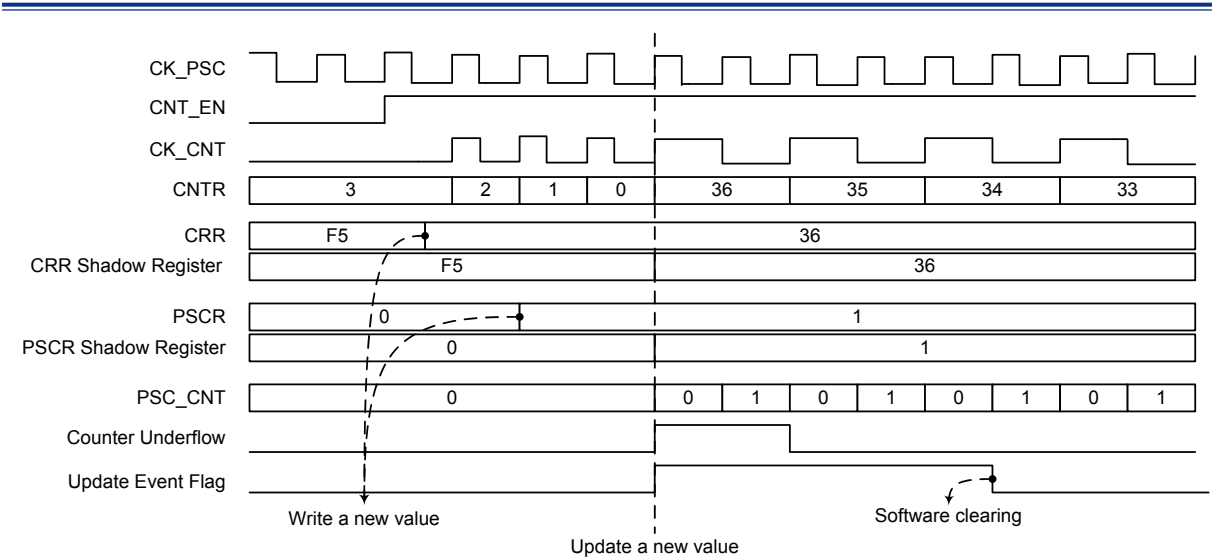 CK_PSC
CNT_EN
CK_CNT
CNTR 3 2 1 0 36 35 34 33
CRR F5 36
CRR Shadow Register F5 36
PSCR 0 1
PSCR Shadow Register 0 1
PSC_CNT 0 0 1 0 1 0 1 0 1
Counter Underflow
Update Event Flag
Write a new value Software clearing
Update a new value